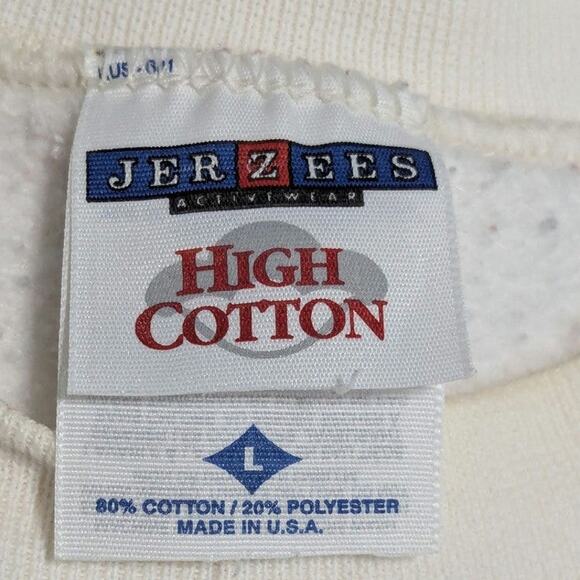 JERZEES
ACTIVEWEAR
HIGH
COTTON
L
80% COTTON / 20% POLYESTER
MADE IN U.S.A.